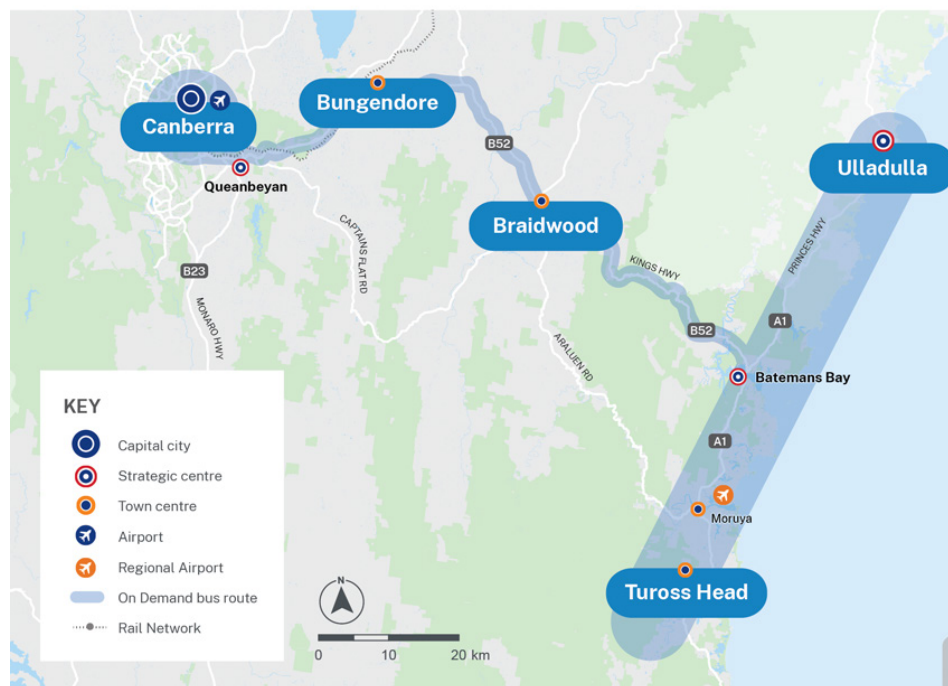 Canberra
Bungendore
B52
Ulladulla
Queanbeyan
Braidwood
CAPTAINS FLAT RD
PRINCES HWY
B23
KINGS HWY
MONARO HWY
A1
B52
ARALUEN RD
Batemans Bay
A1
Moruya
Tuross Head
KEY
Capital city
Strategic centre
Town centre
Airport
Regional Airport
On Demand bus route
Rail Network
N
0 10 20 km